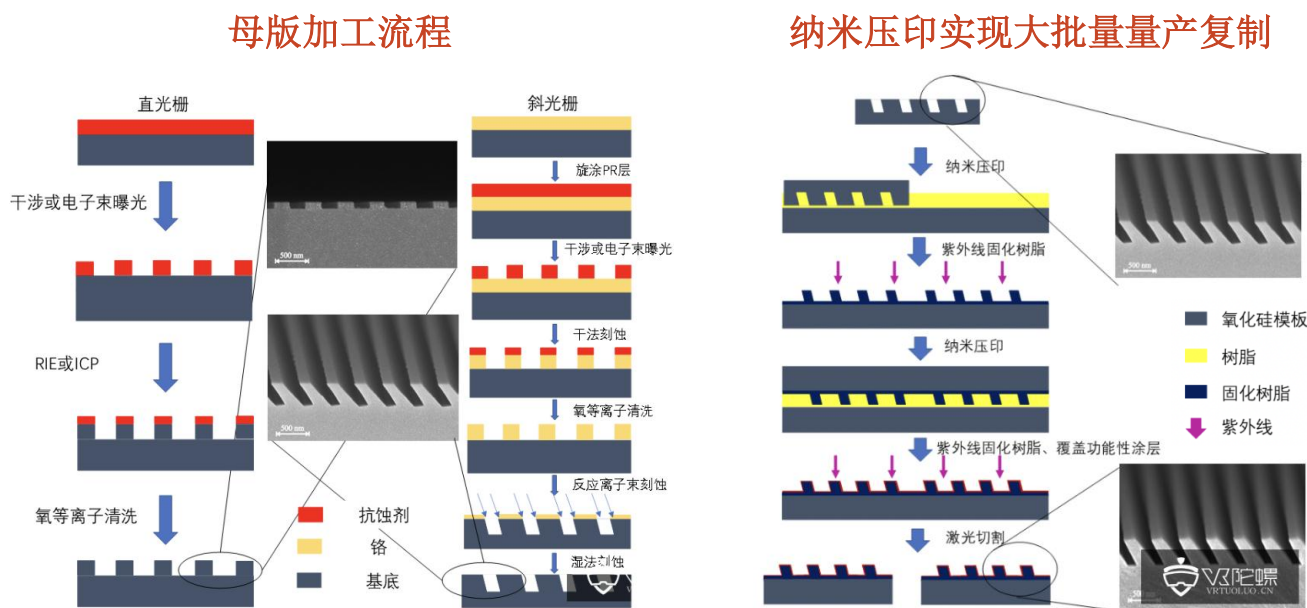 母版加工流程
纳米压印实现大批量量产复制
直光栅
干涉或电子束曝光
RIE或ICP
氧等离子清洗
500 nm
500 nm
抗蚀剂
铬
基底
斜光栅
旋涂PR层
干涉或电子束曝光
干法刻蚀
氧等离子清洗
反应离子束刻蚀
湿法刻蚀
纳米压印
紫外线固化树脂
纳米压印
紫外线固化树脂、覆盖功能性涂层
激光切割
500 nm
氧化硅模板
树脂
固化树脂
紫外线
500 nm
VR陀螺
VRTUOLUO.CN